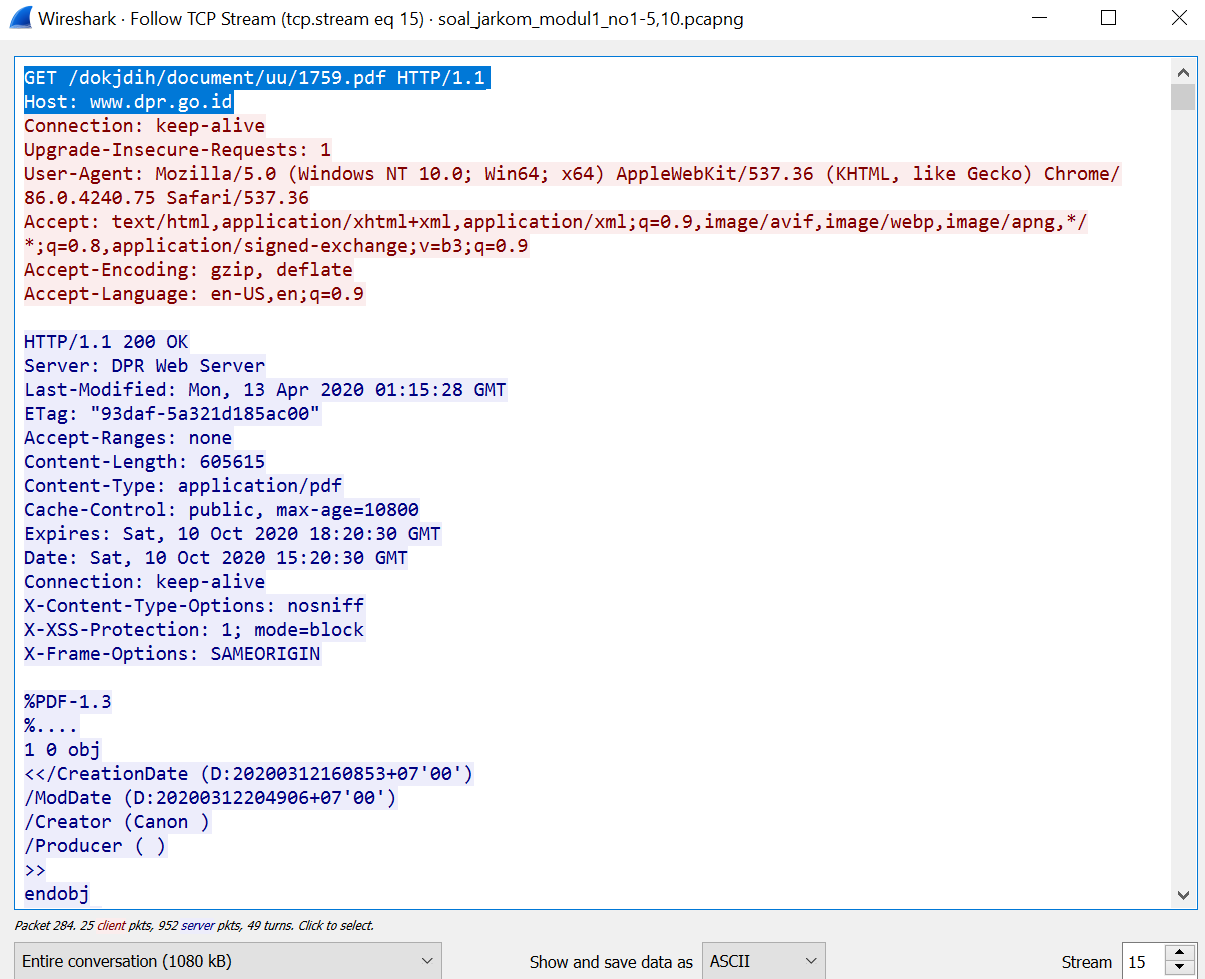 Wireshark · Follow TCP Stream (tcp.stream eq 15) · soal_jarkom_modul1_no1-5,10.pcapng
GET /dokjdih/document/uu/1759.pdf HTTP/1.1
Host: www.dpr.go.id
Connection: keep-alive
Upgrade-Insecure-Requests: 1
User-Agent: Mozilla/5.0 (Windows NT 10.0; Win64; x64) AppleWebKit/537.36 (KHTML, like Gecko) Chrome/
86.0.4240.75 Safari/537.36
Accept: text/html,application/xhtml+xml,application/xml;q=0.9,image/avif,image/webp,image/apng,*/
*;q=0.8,application/signed-exchange;v=b3;q=0.9
Accept-Encoding: gzip, deflate
Accept-Language: en-US,en;q=0.9
HTTP/1.1 200 OK
Server: DPR Web Server
Last-Modified: Mon, 13 Apr 2020 01:15:28 GMT
ETag: "93daf-5a321d185ac00"
Accept-Ranges: none
Content-Length: 605615
Content-Type: application/pdf
Cache-Control: public, max-age=10800
Expires: Sat, 10 Oct 2020 18:20:30 GMT
Date: Sat, 10 Oct 2020 15:20:30 GMT
Connection: keep-alive
X-Content-Type-Options: nosniff
X-XSS-Protection: 1; mode=block
X-Frame-Options: SAMEORIGIN
%PDF-1.3
%....
1 0 obj
<</CreationDate (D:20200312160853+07'00')
/ModDate (D:20200312204906+07'00')
/Creator (Canon )
/Producer ( )
>>
endobj
Packet 284. 25 client pkts, 952 server pkts, 49 turns. Click to select.
Entire conversation (1080 kB)
Show and save data as
ASCII
Stream
15